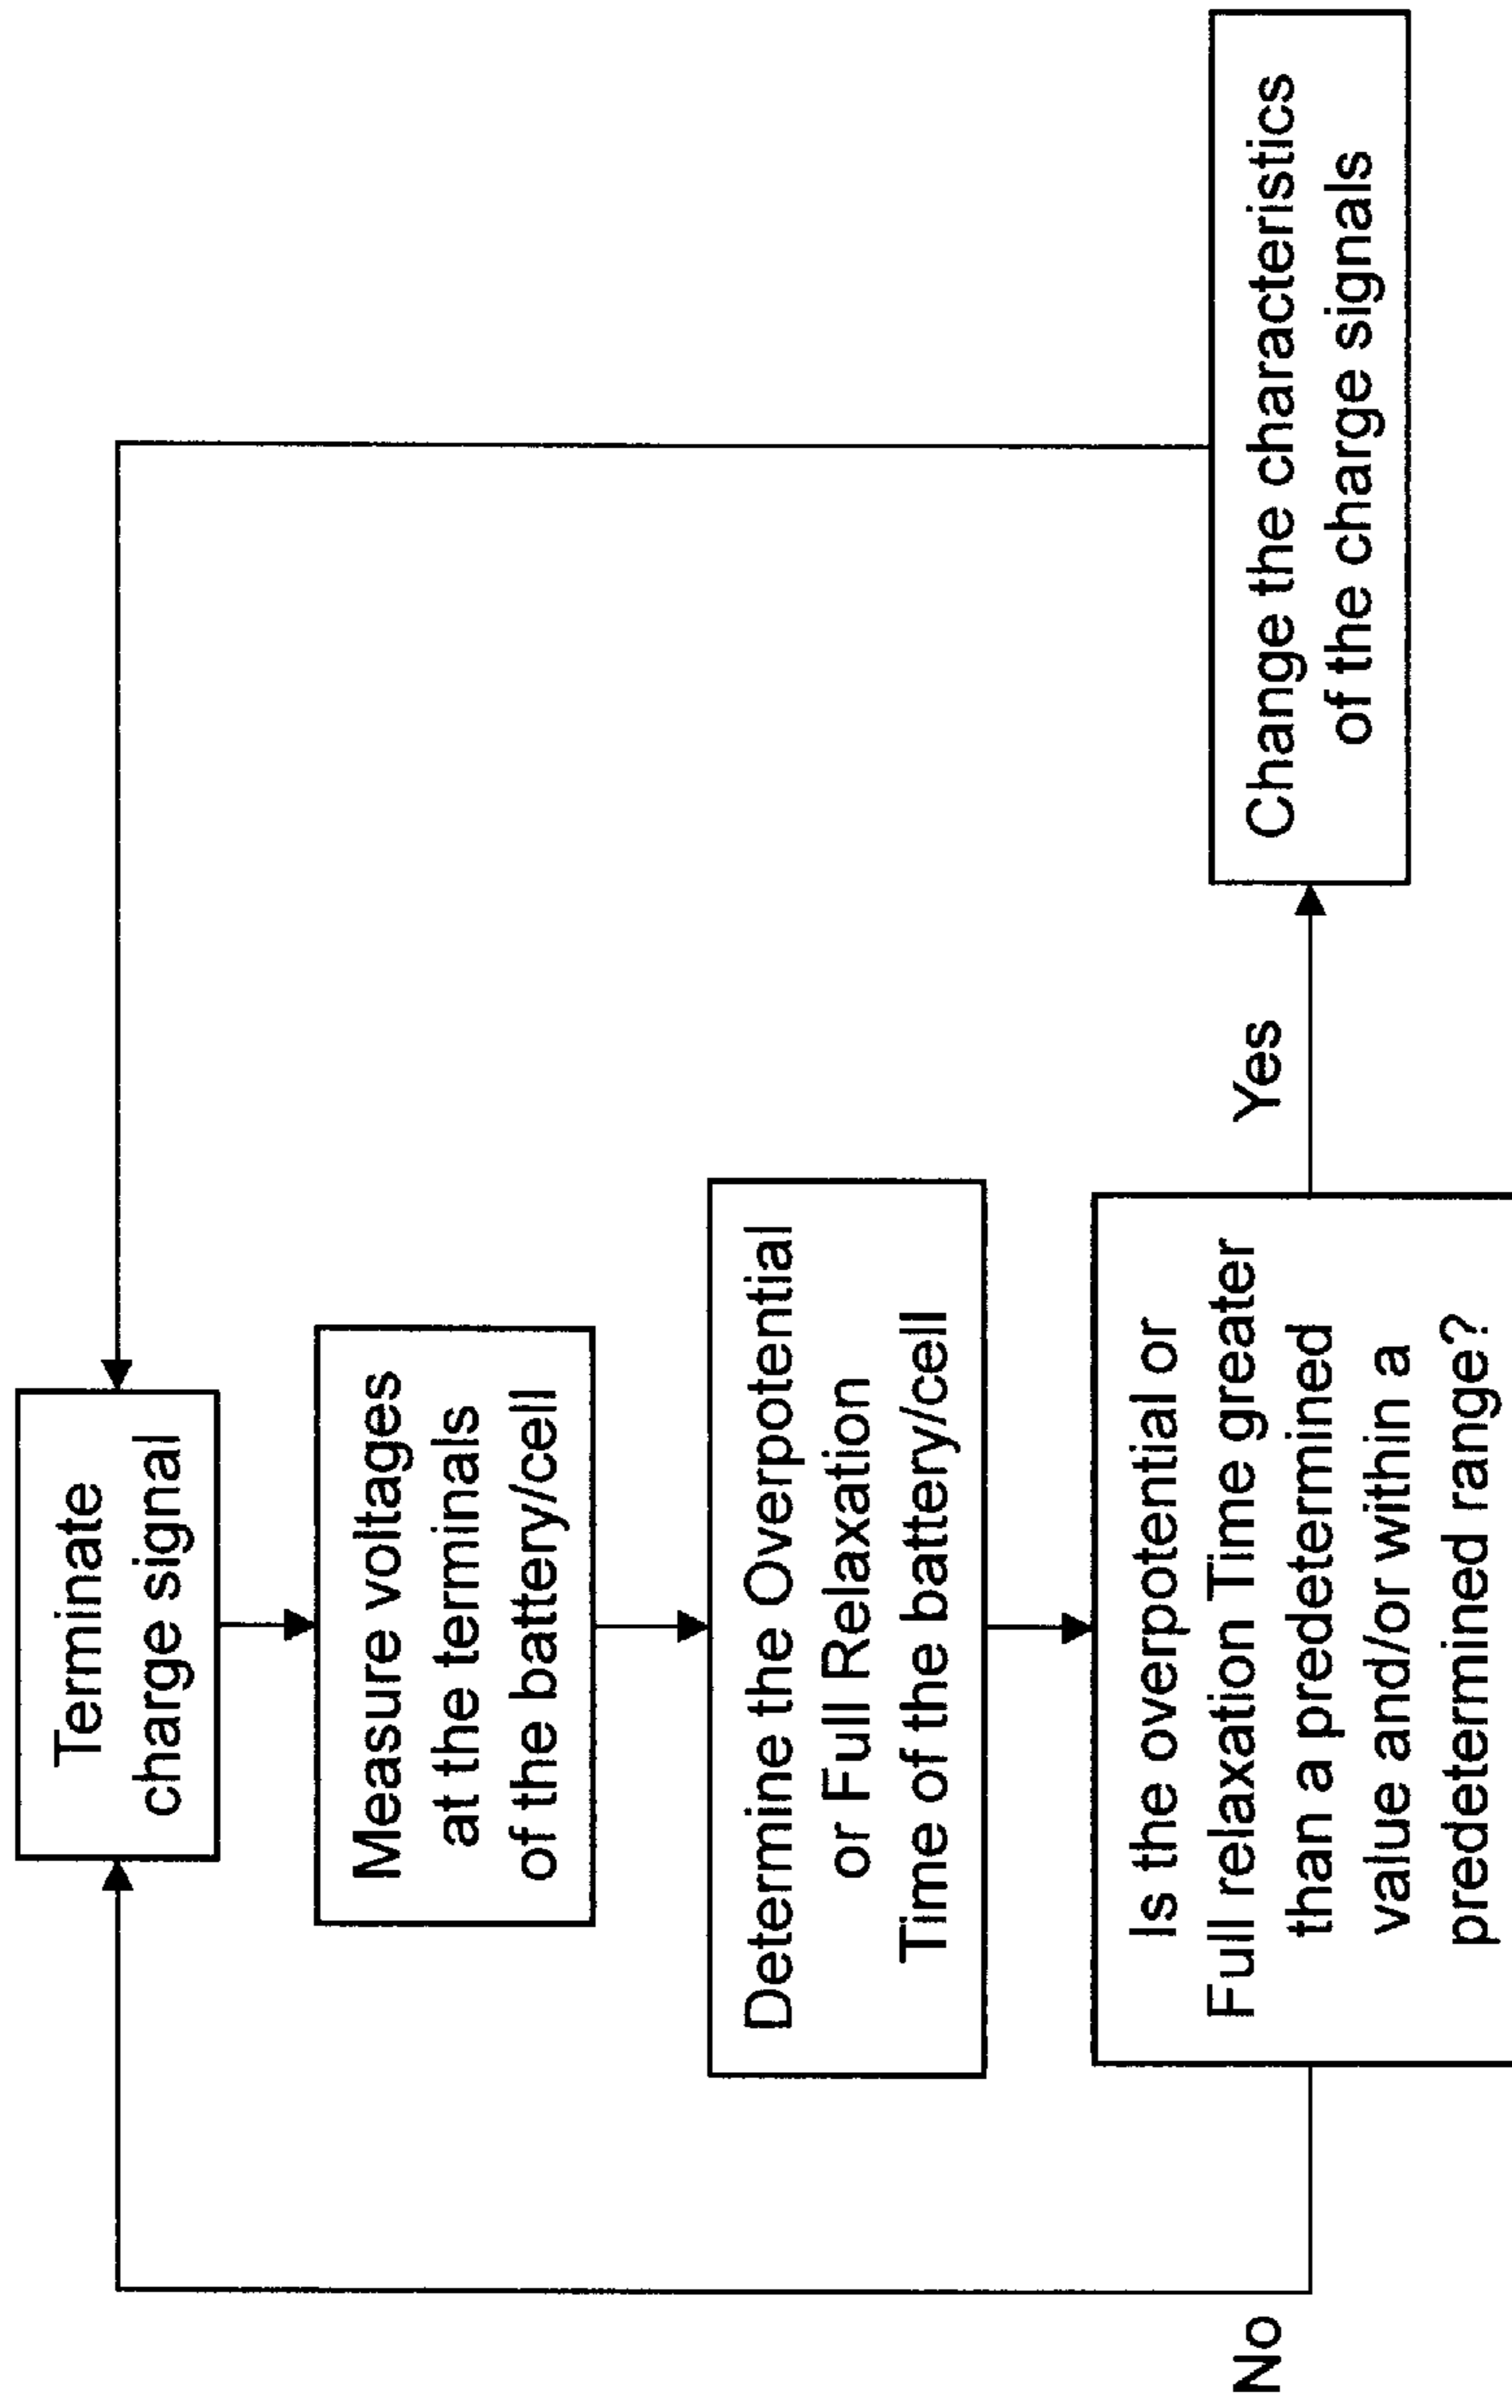 Terminate
charge signal
Measure voltages
at the terminals
of the battery/cell
Determine the Overpotential
or Full Relaxation
Time of the battery/cell
Is the overpotential or
Full relaxation Time greater
than a predetermined
value and/or within a
predetermined range?
No
Yes
Change the characteristics
of the charge signals